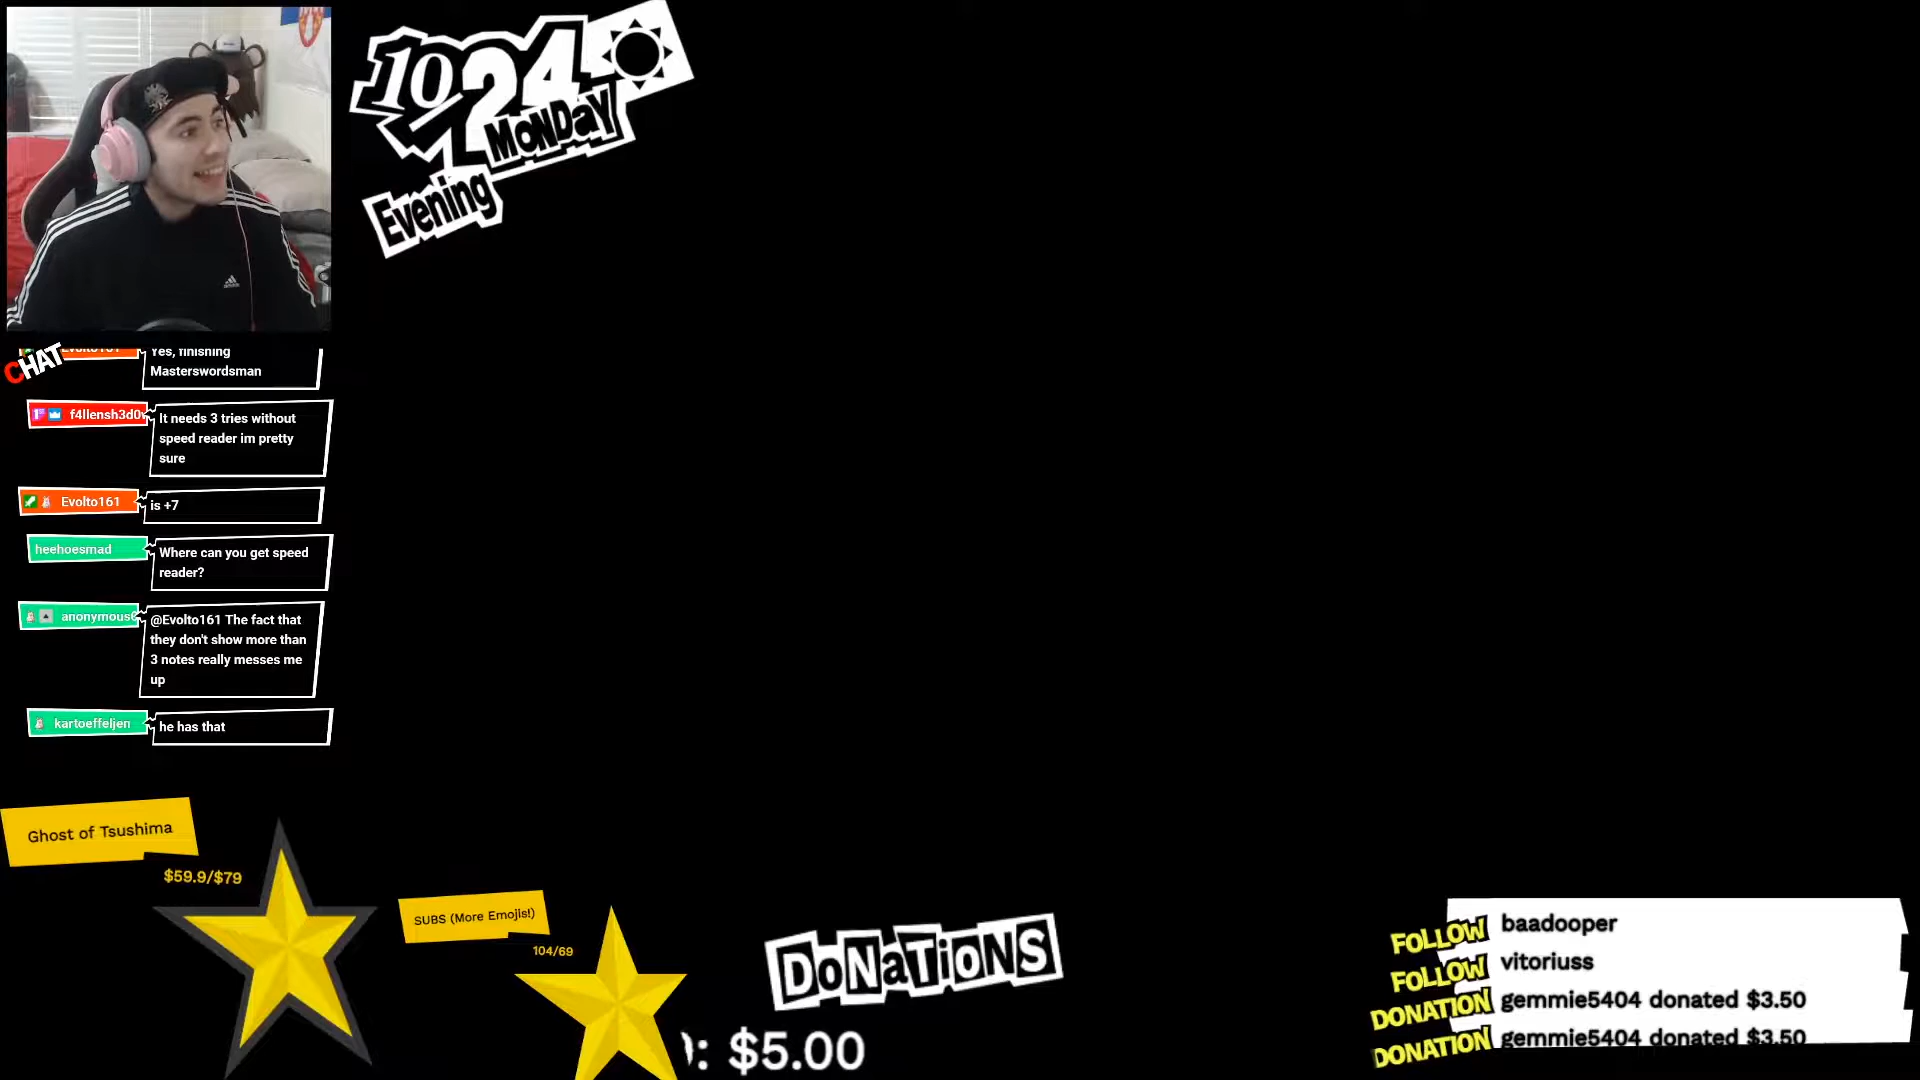 10/24
MONDAY
Evening
CHAT
Yes, finishing
Masterswordsman
f4llensh3d0
It needs 3 tries without
speed reader im pretty
sure
Evolto161
is +7
heehoesmad
Where can you get speed
reader?
anonymous
@Evolto161 The fact that
they don't show more than
3 notes really messes me
up
kartoeffeljen
he has that
Ghost of Tsushima
$59.9/$79
SUBS (More Emojis!)
104/69
DONATIONS
: $5.00
FOLLOW baadooper
FOLLOW vitoriuss
DONATION gemmie5404 donated $3.50
DONATION gemmie5404 donated $3.50